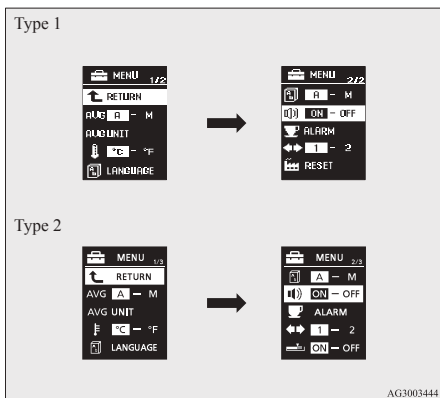 Type 1
MENU 1/2
RETURN
AVG A - M
AVG UNIT
°C - °F
LANGUAGE
MENU 2/2
A - M
ON - OFF
ALARM
1 - 2
RESET
Type 2
MENU 1/3
RETURN
AVG A - M
AVG UNIT
°C - °F
LANGUAGE
MENU 2/3
A - M
ON - OFF
ALARM
1 - 2
ON - OFF
AG3003444